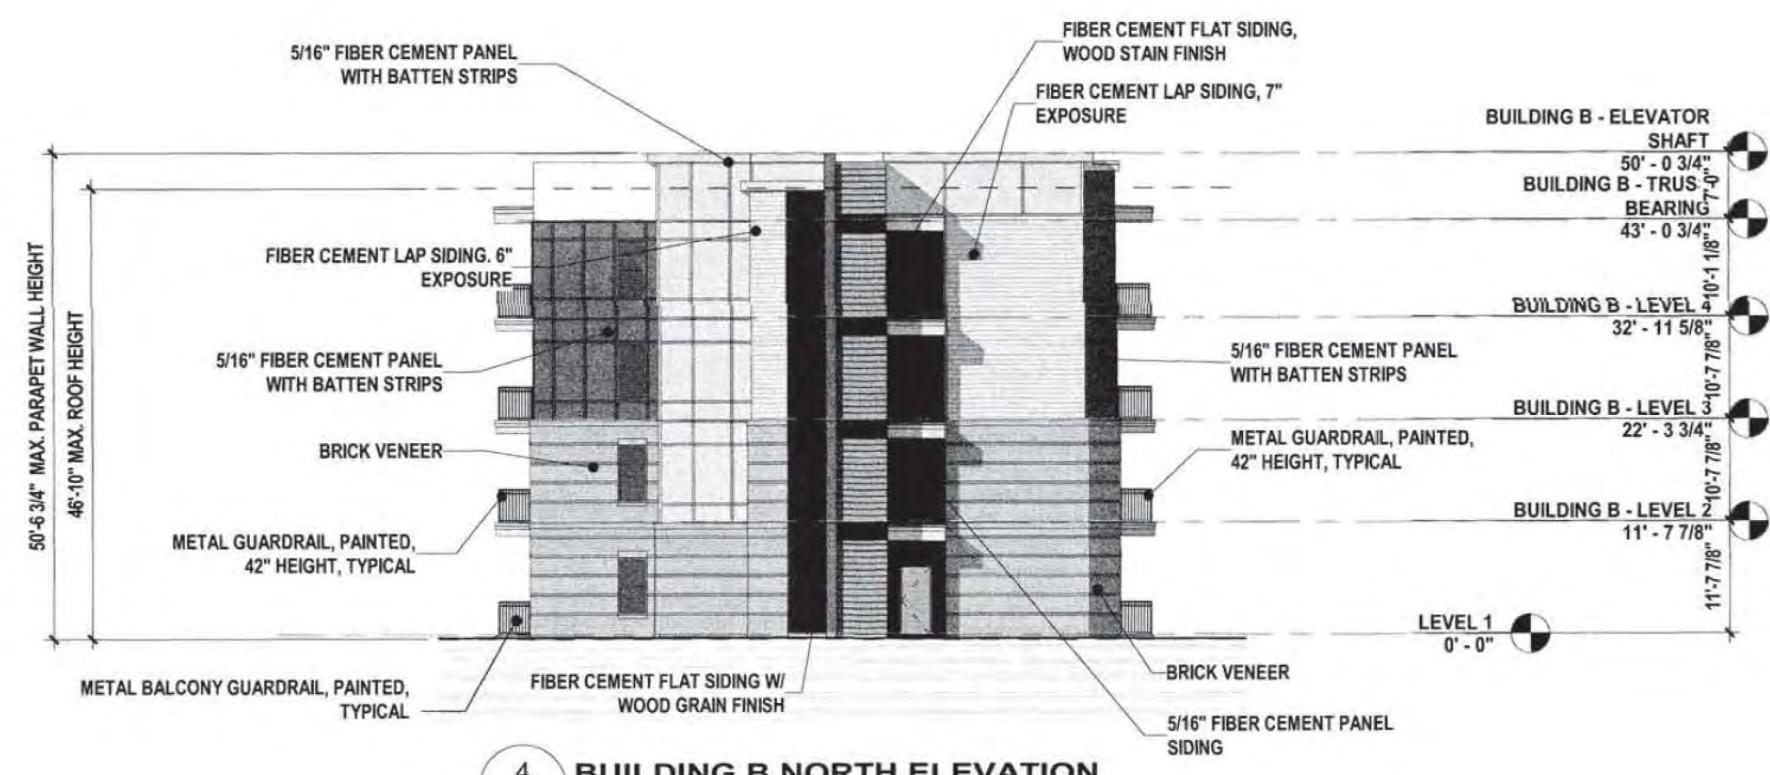 5/16" FIBER CEMENT PANEL
WITH BATTEN STRIPS
FIBER CEMENT FLAT SIDING,
WOOD STAIN FINISH
FIBER CEMENT LAP SIDING, 7"
EXPOSURE
BUILDING B - ELEVATOR
SHAFT
50' - 0 3/4"
7'-0"
BUILDING B - TRUS
BEARING
43' - 0 3/4"
10'-1 1/8"
BUILDING B - LEVEL 4
32' - 11 5/8"
10'-7 7/8"
BUILDING B - LEVEL 3
22' - 3 3/4"
10'-7 7/8"
BUILDING B - LEVEL 2
11' - 7 7/8"
11'-7 7/8"
LEVEL 1
0' - 0"
50'-6 3/4" MAX. PARAPET WALL HEIGHT
46'-10" MAX. ROOF HEIGHT
FIBER CEMENT LAP SIDING. 6"
EXPOSURE
5/16" FIBER CEMENT PANEL
WITH BATTEN STRIPS
BRICK VENEER
METAL GUARDRAIL, PAINTED,
42" HEIGHT, TYPICAL
METAL BALCONY GUARDRAIL, PAINTED,
TYPICAL
FIBER CEMENT FLAT SIDING W/
WOOD GRAIN FINISH
5/16" FIBER CEMENT PANEL
WITH BATTEN STRIPS
METAL GUARDRAIL, PAINTED,
42" HEIGHT, TYPICAL
BRICK VENEER
5/16" FIBER CEMENT PANEL
SIDING
4
BUILDING B NORTH ELEVATION